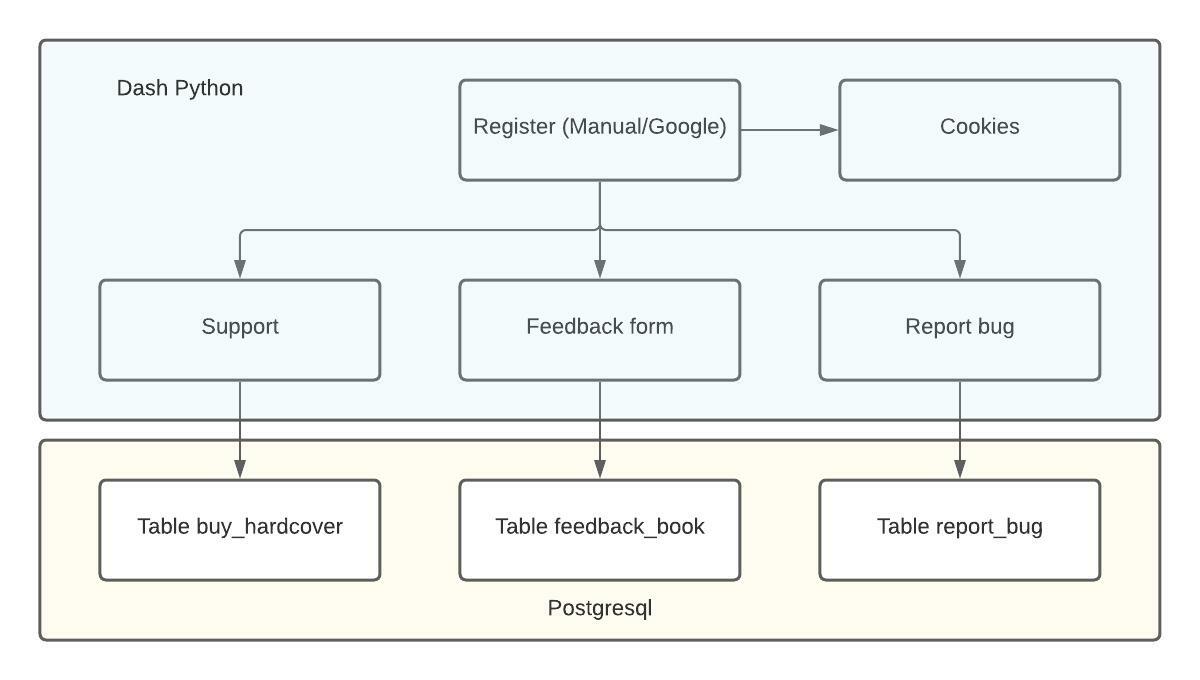 Dash Python
Register (Manual/Google)
Cookies
Support
Feedback form
Report bug
Table buy_hardcover
Table feedback_book
Table report_bug
Postgresql